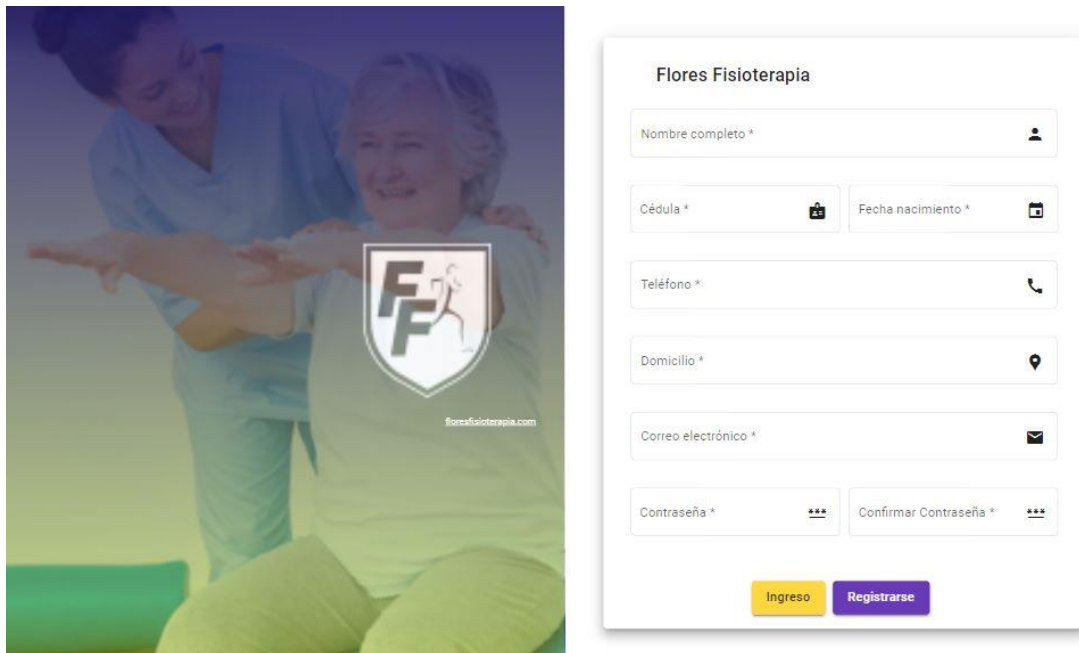 FF
floresfisioterapia.com
Flores Fisioterapia
Nombre completo *
Cédula *
Fecha nacimiento *
Teléfono *
Domicilio *
Correo electrónico *
Contraseña *
***
Confirmar Contraseña *
***
Ingreso
Registrarse